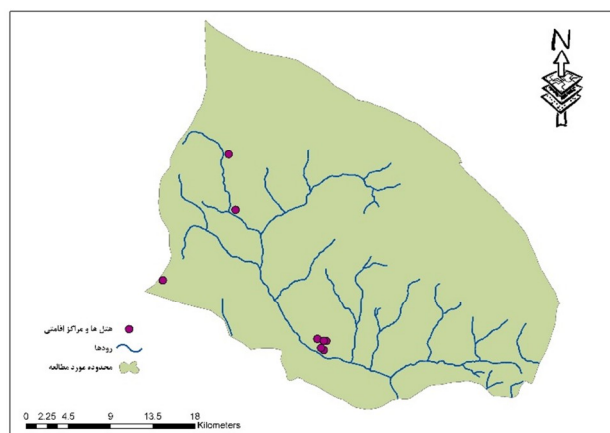 N
هتل ها و مراکز اقامتی
رودها
محدوده مورد مطالعه
0 2.25 4.5 9 13.5 18
Kilometers